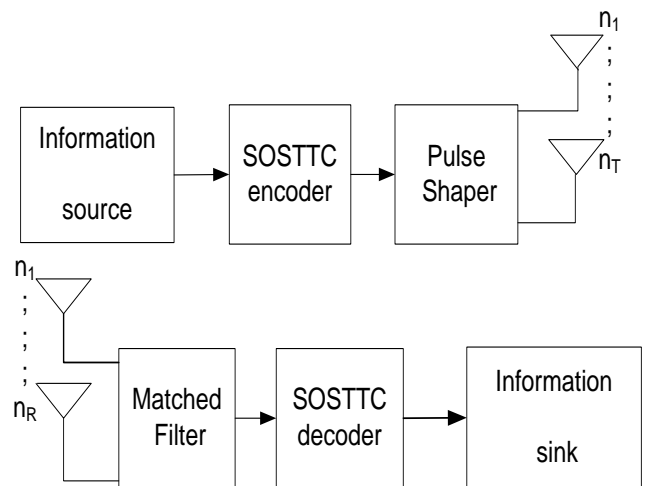 n1
;
;
;
;
nT
Information
source
SOSTTC
encoder
Pulse
Shaper
n1
;
;
;
;
nR
Matched
Filter
SOSTTC
decoder
Information
sink